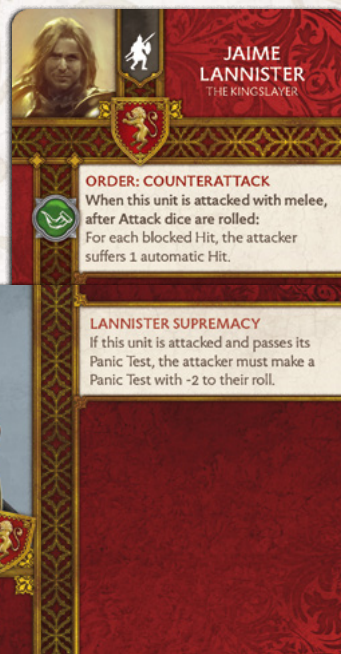 JAIME
LANNISTER
THE KINGSLAYER
ORDER: COUNTERATTACK
When this unit is attacked with melee,
after Attack dice are rolled:
For each blocked Hit, the attacker
suffers 1 automatic Hit.
LANNISTER SUPREMACY
If this unit is attacked and passes its
Panic Test, the attacker must make a
Panic Test with -2 to their roll.